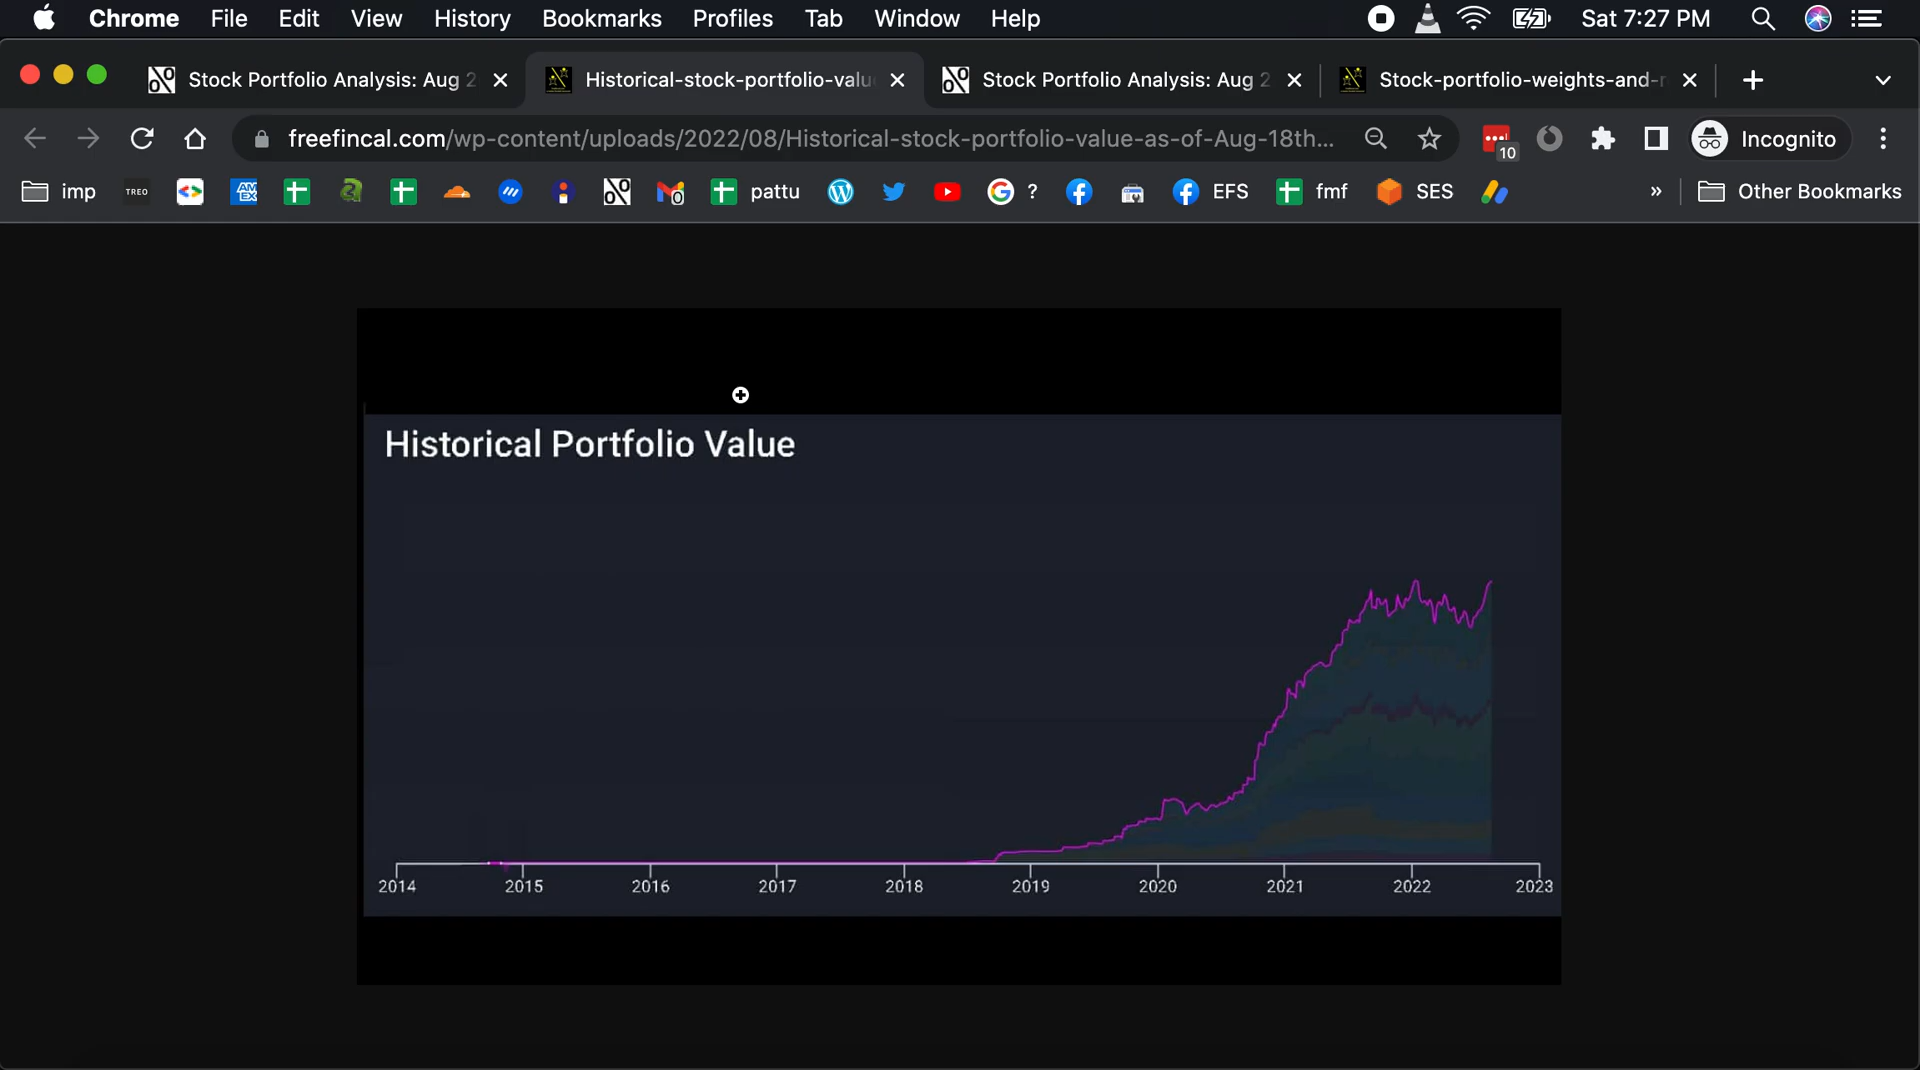 Chrome File Edit View History Bookmarks Profiles Tab Window Help Sat 7:27 PM
Stock Portfolio Analysis: Aug 2 Historical-stock-portfolio-valu Stock Portfolio Analysis: Aug 2 Stock-portfolio-weights-and-r
freefincal.com/wp-content/uploads/2022/08/Historical-stock-portfolio-value-as-of-Aug-18th... 10 Incognito
imp TREO AM EX pattu ? EFS fmf SES » Other Bookmarks
Historical Portfolio Value
2014 2015 2016 2017 2018 2019 2020 2021 2022 2023